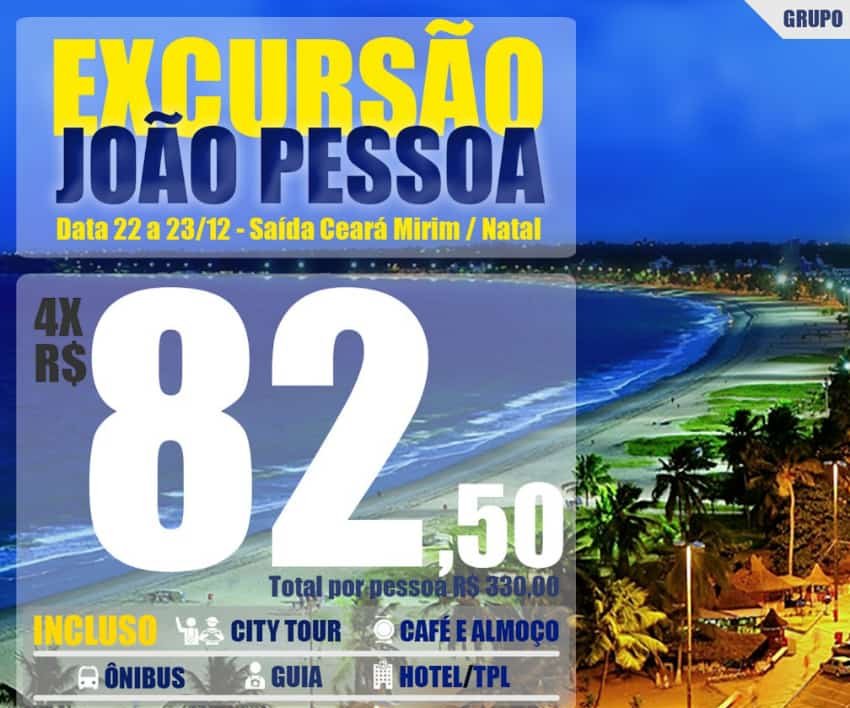 GRUPO
EXCURSÃO
JOÃO PESSOA
Data 22 a 23/12 - Saída Ceará Mirim / Natal
4X
R$
82,50
Total por pessoa R$ 330,00
INCLUSO CITY TOUR CAFÉ E ALMOÇO
ÔNIBUS GUIA HOTEL/TPL